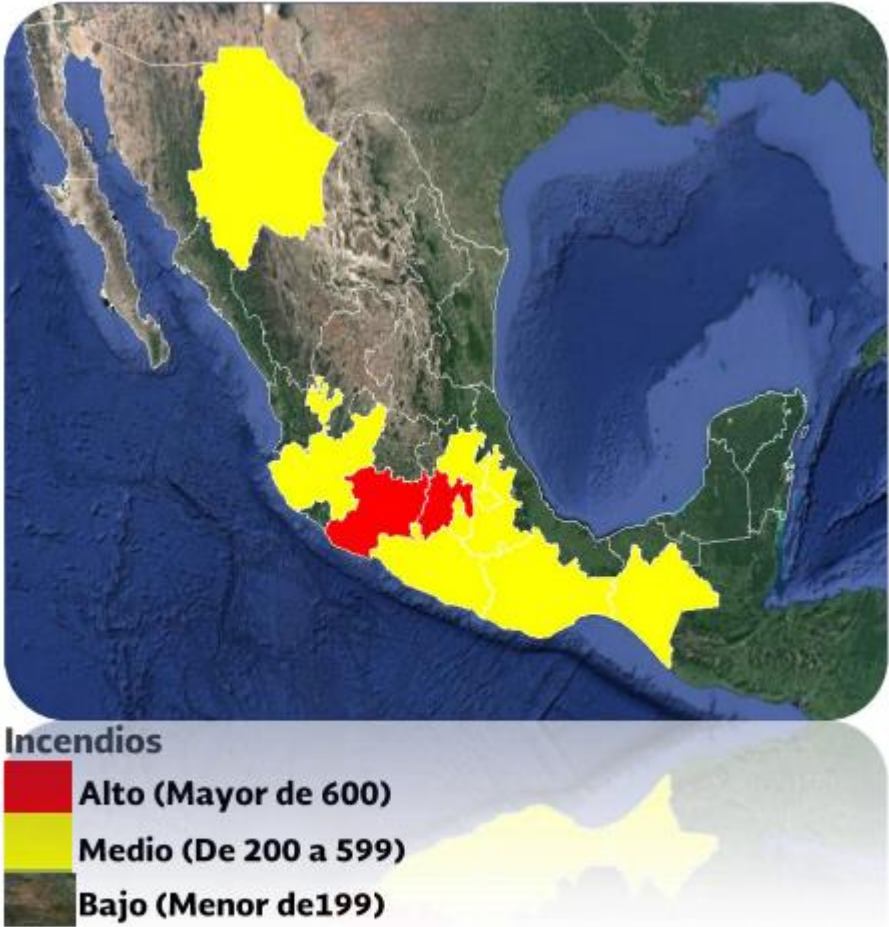 Incendios
Alto (Mayor de 600)
Medio (De 200 a 599)
Bajo (Menor de199)